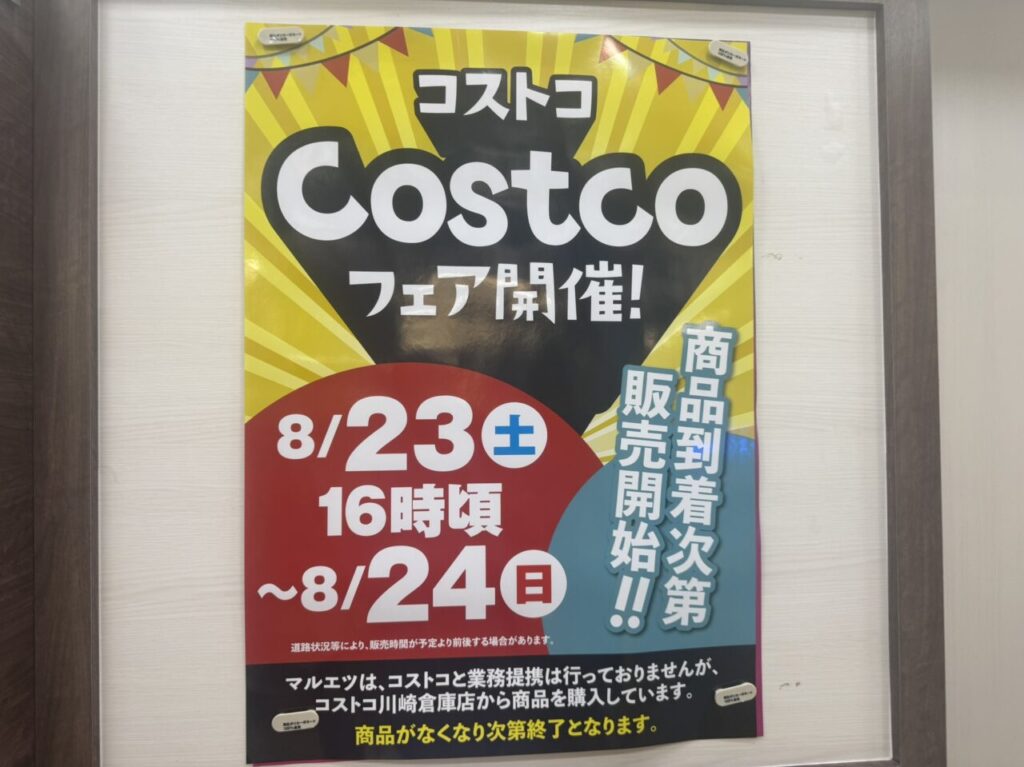 コストコ
Costco
フェア開催!
8/23土
16時頃
~8/24日
商品到着次第
販売開始!!
道路状況等により、販売時間が予定より前後する場合があります。
マルエツは、コストコと業務提携は行っておりませんが、
コストコ川崎倉庫店から商品を購入しています。
商品がなくなり次第終了となります。